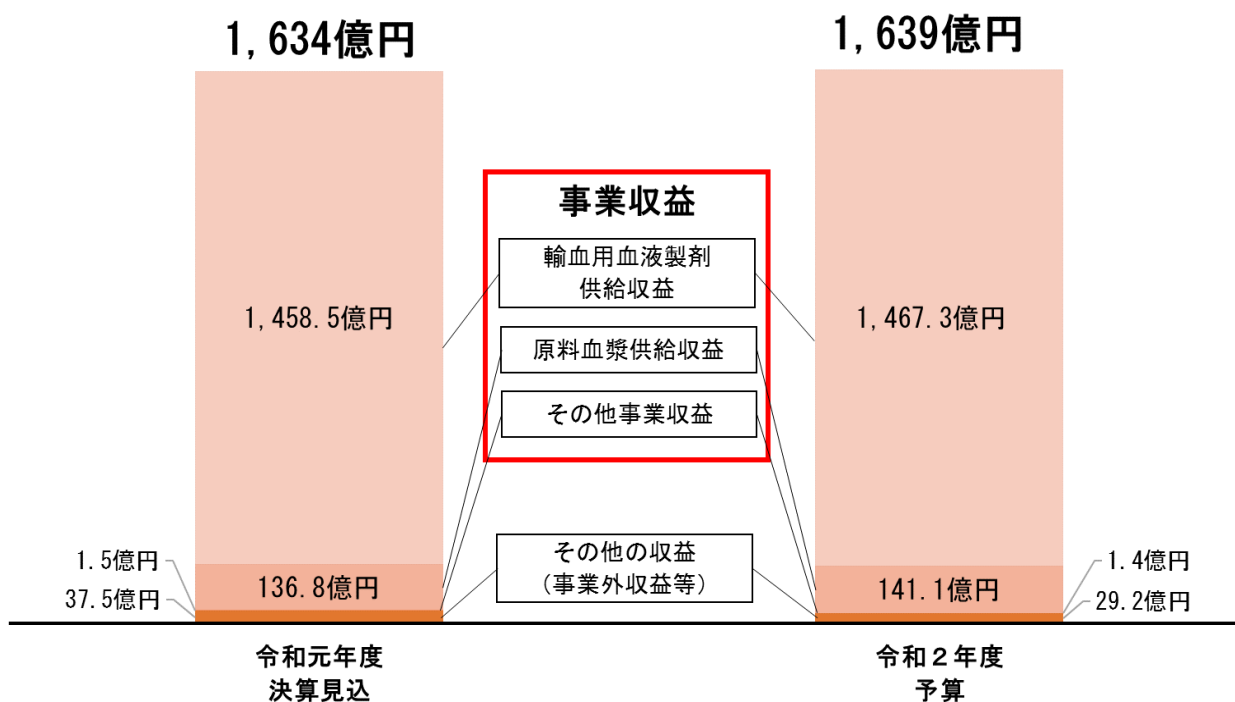 1,634億円
1,639億円
事業収益
輸血用血液製剤
供給収益
1,458.5億円
1,467.3億円
原料血漿供給収益
その他事業収益
その他の収益
（事業外収益等）
1.5億円
136.8億円
37.5億円
1.4億円
141.1億円
29.2億円
令和元年度
決算見込
令和２年度
予算